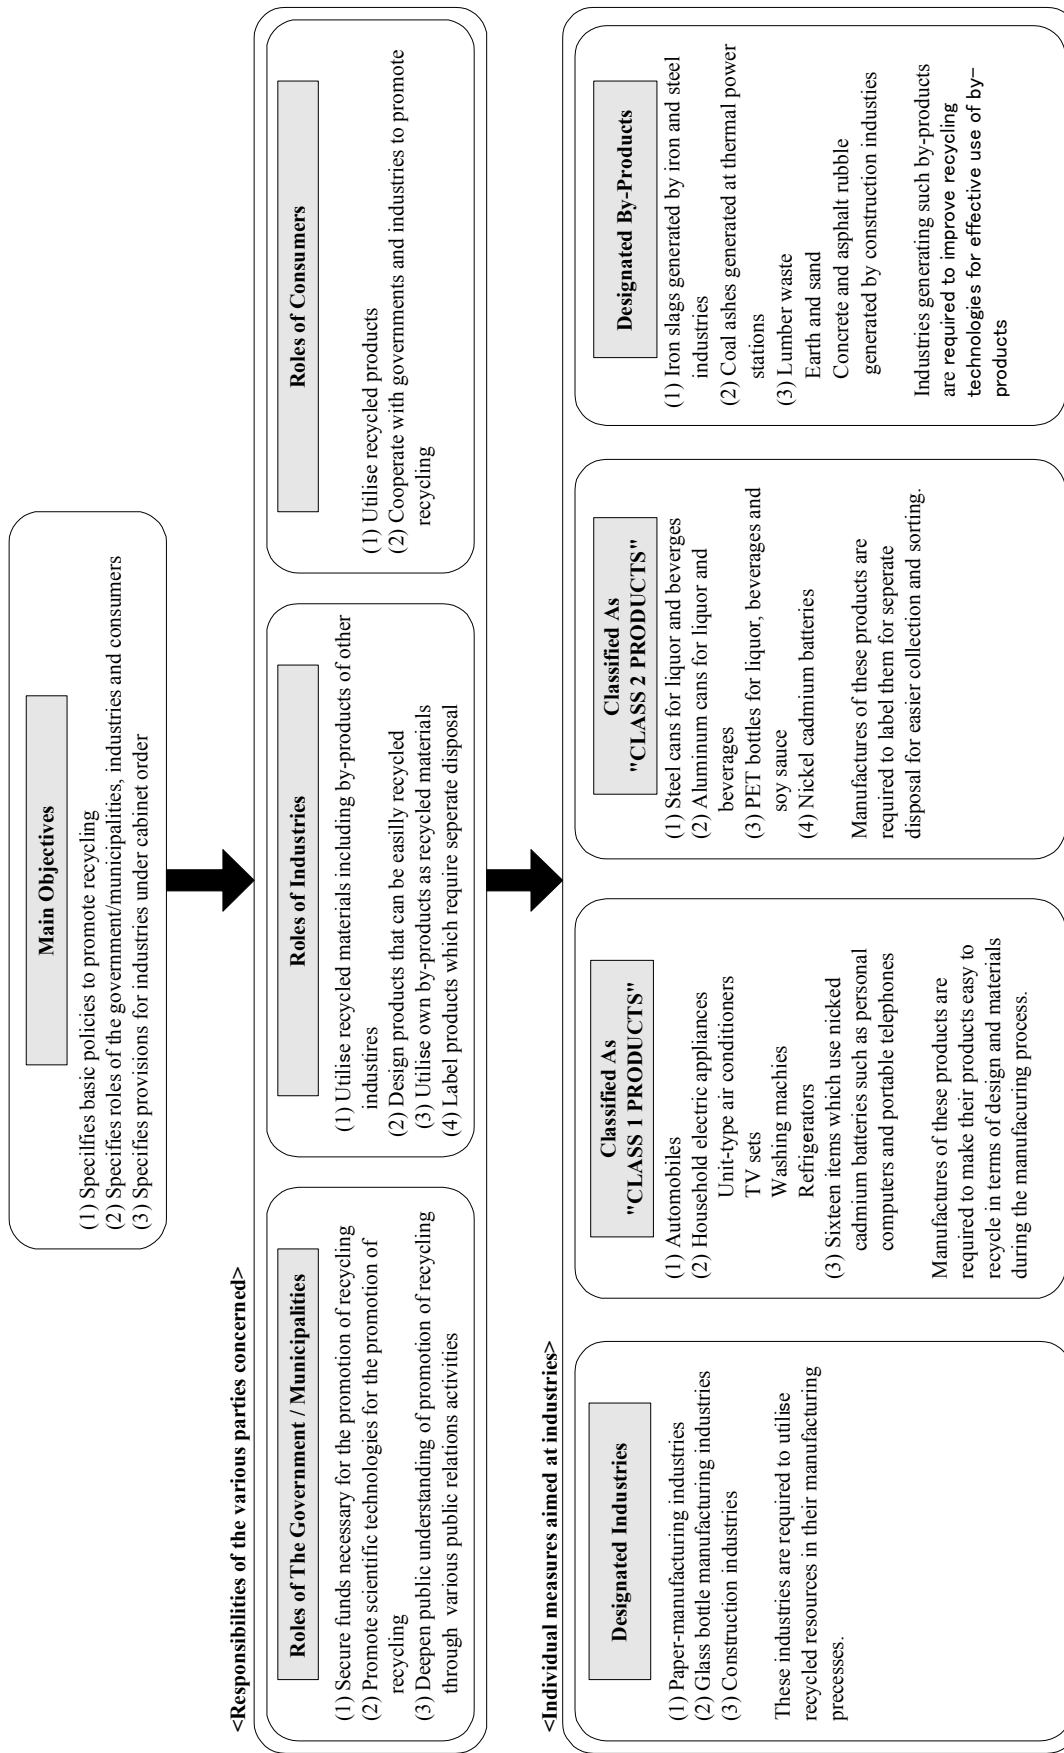 Main Objectives
(1) Specilfies basic policies to promote recycling
(2) Specifies roles of the government/municipalities, industries and consumers
(3) Specifies provisions for industries under cabinet order
<Responsibilities of the various parties concerned>
Roles of The Government / Municipalities
(1) Secure funds necessary for the promotion of recycling
(2) Promote scientific technologies for the promotion of
recycling
(3) Deepen public understanding of promotion of recycling
through various public relations activities
Roles of Industries
(1) Utilise recycled materials including by-products of other
industires
(2) Design products that can be easilly recycled
(3) Utilise own by-products as recycled materials
(4) Label products which require seperate disposal
Roles of Consumers
(1) Utilise recycled products
(2) Cooperate with governments and industries to promote
recycling
<Individual measures aimed at industries>
Designated Industries
(1) Paper-manufacturing industries
(2) Glass bottle manufacturing industries
(3) Construction industries
These industries are required to utilise
recycled resources in their manufacturing
precesses.
Classified As
"CLASS 1 PRODUCTS"
(1) Automobiles
(2) Household electric appliances
Unit-type air conditioners
TV sets
Washing machies
Refrigerators
(3) Sixteen items which use nicked
cadmium batteries such as personal
computers and portable telephones
Manufactures of these products are
required to make their products easy to
recycle in terms of design and materials
during the manufacuring process.
Classified As
"CLASS 2 PRODUCTS"
(1) Steel cans for liquor and beverges
(2) Aluminum cans for liquor and
beverages
(3) PET bottles for liquor, beverages and
soy sauce
(4) Nickel cadmium batteries
Manufactures of these products are
required to label them for seperate
disposal for easier collection and sorting.
Designated By-Products
(1) Iron slags generated by iron and steel
industries
(2) Coal ashes generated at thermal power
stations
(3) Lumber waste
Earth and sand
Concrete and asphalt rubble
generated by construction industies
Industries generating such by-products
are required to improve recycling
technologies for effective use of by-
products